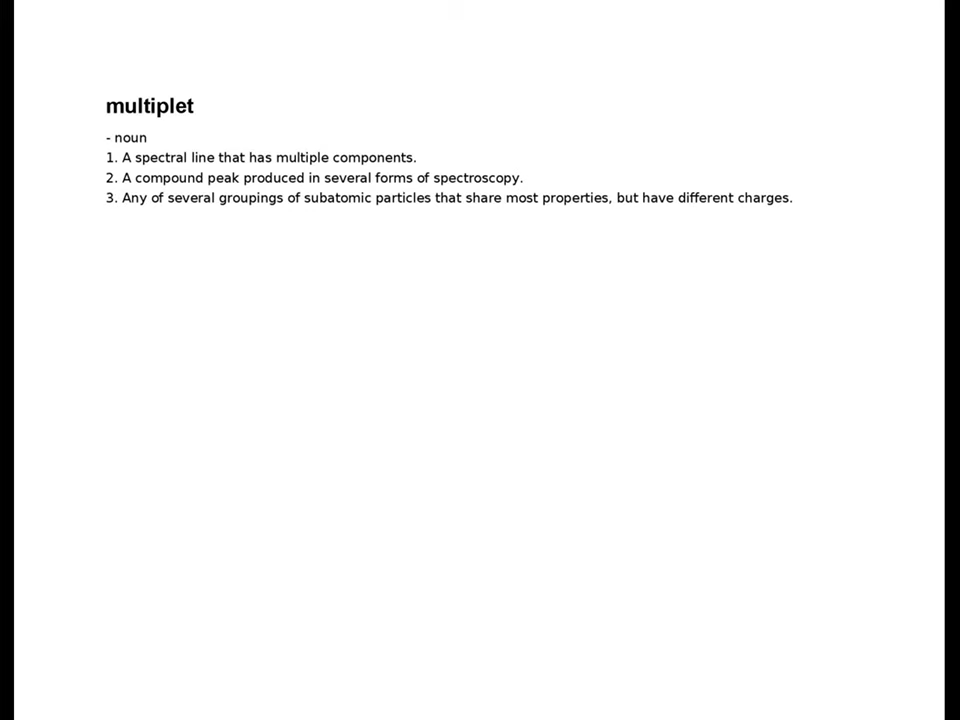 multiplet
- noun
1. A spectral line that has multiple components.
2. A compound peak produced in several forms of spectroscopy.
3. Any of several groupings of subatomic particles that share most properties, but have different charges.